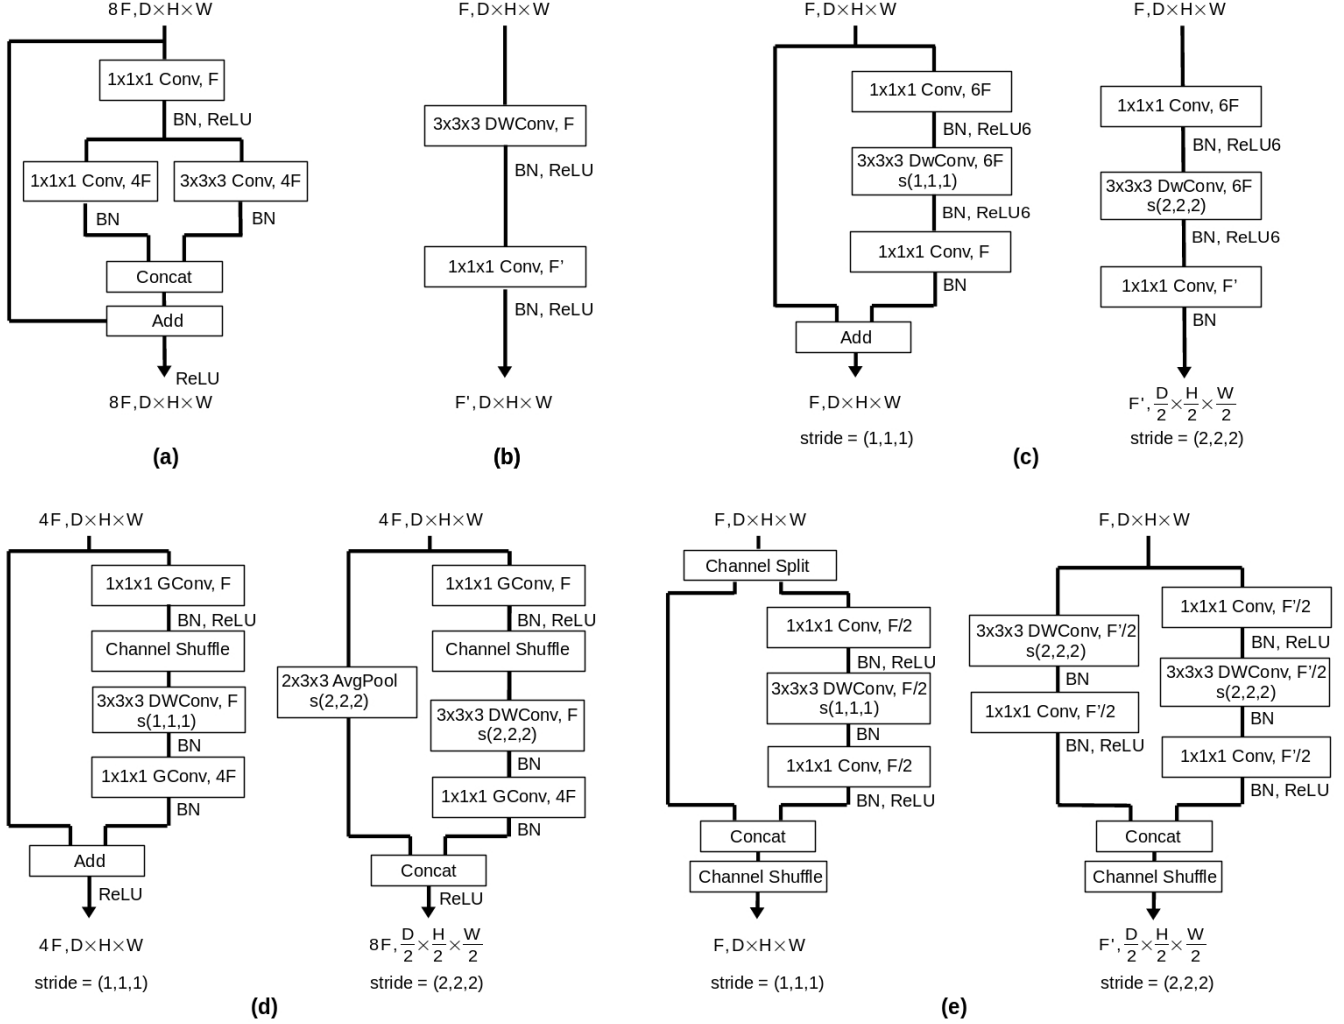 8F,D×H×W
1x1x1 Conv, F
BN, ReLU
1x1x1 Conv, 4F
3x3x3 Conv, 4F
BN
BN
Concat
Add
ReLU
8F,D×H×W
(a)
F,D×H×W
3x3x3 DWConv, F
BN, ReLU
1x1x1 Conv, F’
BN, ReLU
F',D×H×W
(b)
F,D×H×W
1x1x1 Conv, 6F
BN, ReLU6
3x3x3 DwConv, 6F
s(1,1,1)
BN, ReLU6
1x1x1 Conv, F
BN
Add
F,D×H×W
stride = (1,1,1)
F,D×H×W
1x1x1 Conv, 6F
BN, ReLU6
3x3x3 DwConv, 6F
s(2,2,2)
BN, ReLU6
1x1x1 Conv, F’
BN
F',D/2×H/2×W/2
stride = (2,2,2)
(c)
4F,D×H×W
1x1x1 GConv, F
BN, ReLU
Channel Shuffle
3x3x3 DWConv, F
s(1,1,1)
BN
1x1x1 GConv, 4F
BN
Add
ReLU
4F,D×H×W
stride = (1,1,1)
4F,D×H×W
1x1x1 GConv, F
BN, ReLU
Channel Shuffle
2x3x3 AvgPool
s(2,2,2)
3x3x3 DWConv, F
s(2,2,2)
BN
1x1x1 GConv, 4F
BN
Concat
ReLU
8F,D/2×H/2×W/2
stride = (2,2,2)
(d)
F,D×H×W
Channel Split
1x1x1 Conv, F/2
BN, ReLU
3x3x3 DWConv, F/2
s(1,1,1)
BN
1x1x1 Conv, F/2
BN, ReLU
Concat
Channel Shuffle
F,D×H×W
stride = (1,1,1)
F,D×H×W
3x3x3 DWConv, F’/2
s(2,2,2)
BN
1x1x1 Conv, F’/2
BN, ReLU
1x1x1 Conv, F’/2
BN, ReLU
3x3x3 DWConv, F’/2
s(2,2,2)
BN
1x1x1 Conv, F’/2
BN, ReLU
Concat
Channel Shuffle
F',D/2×H/2×W/2
stride = (2,2,2)
(e)